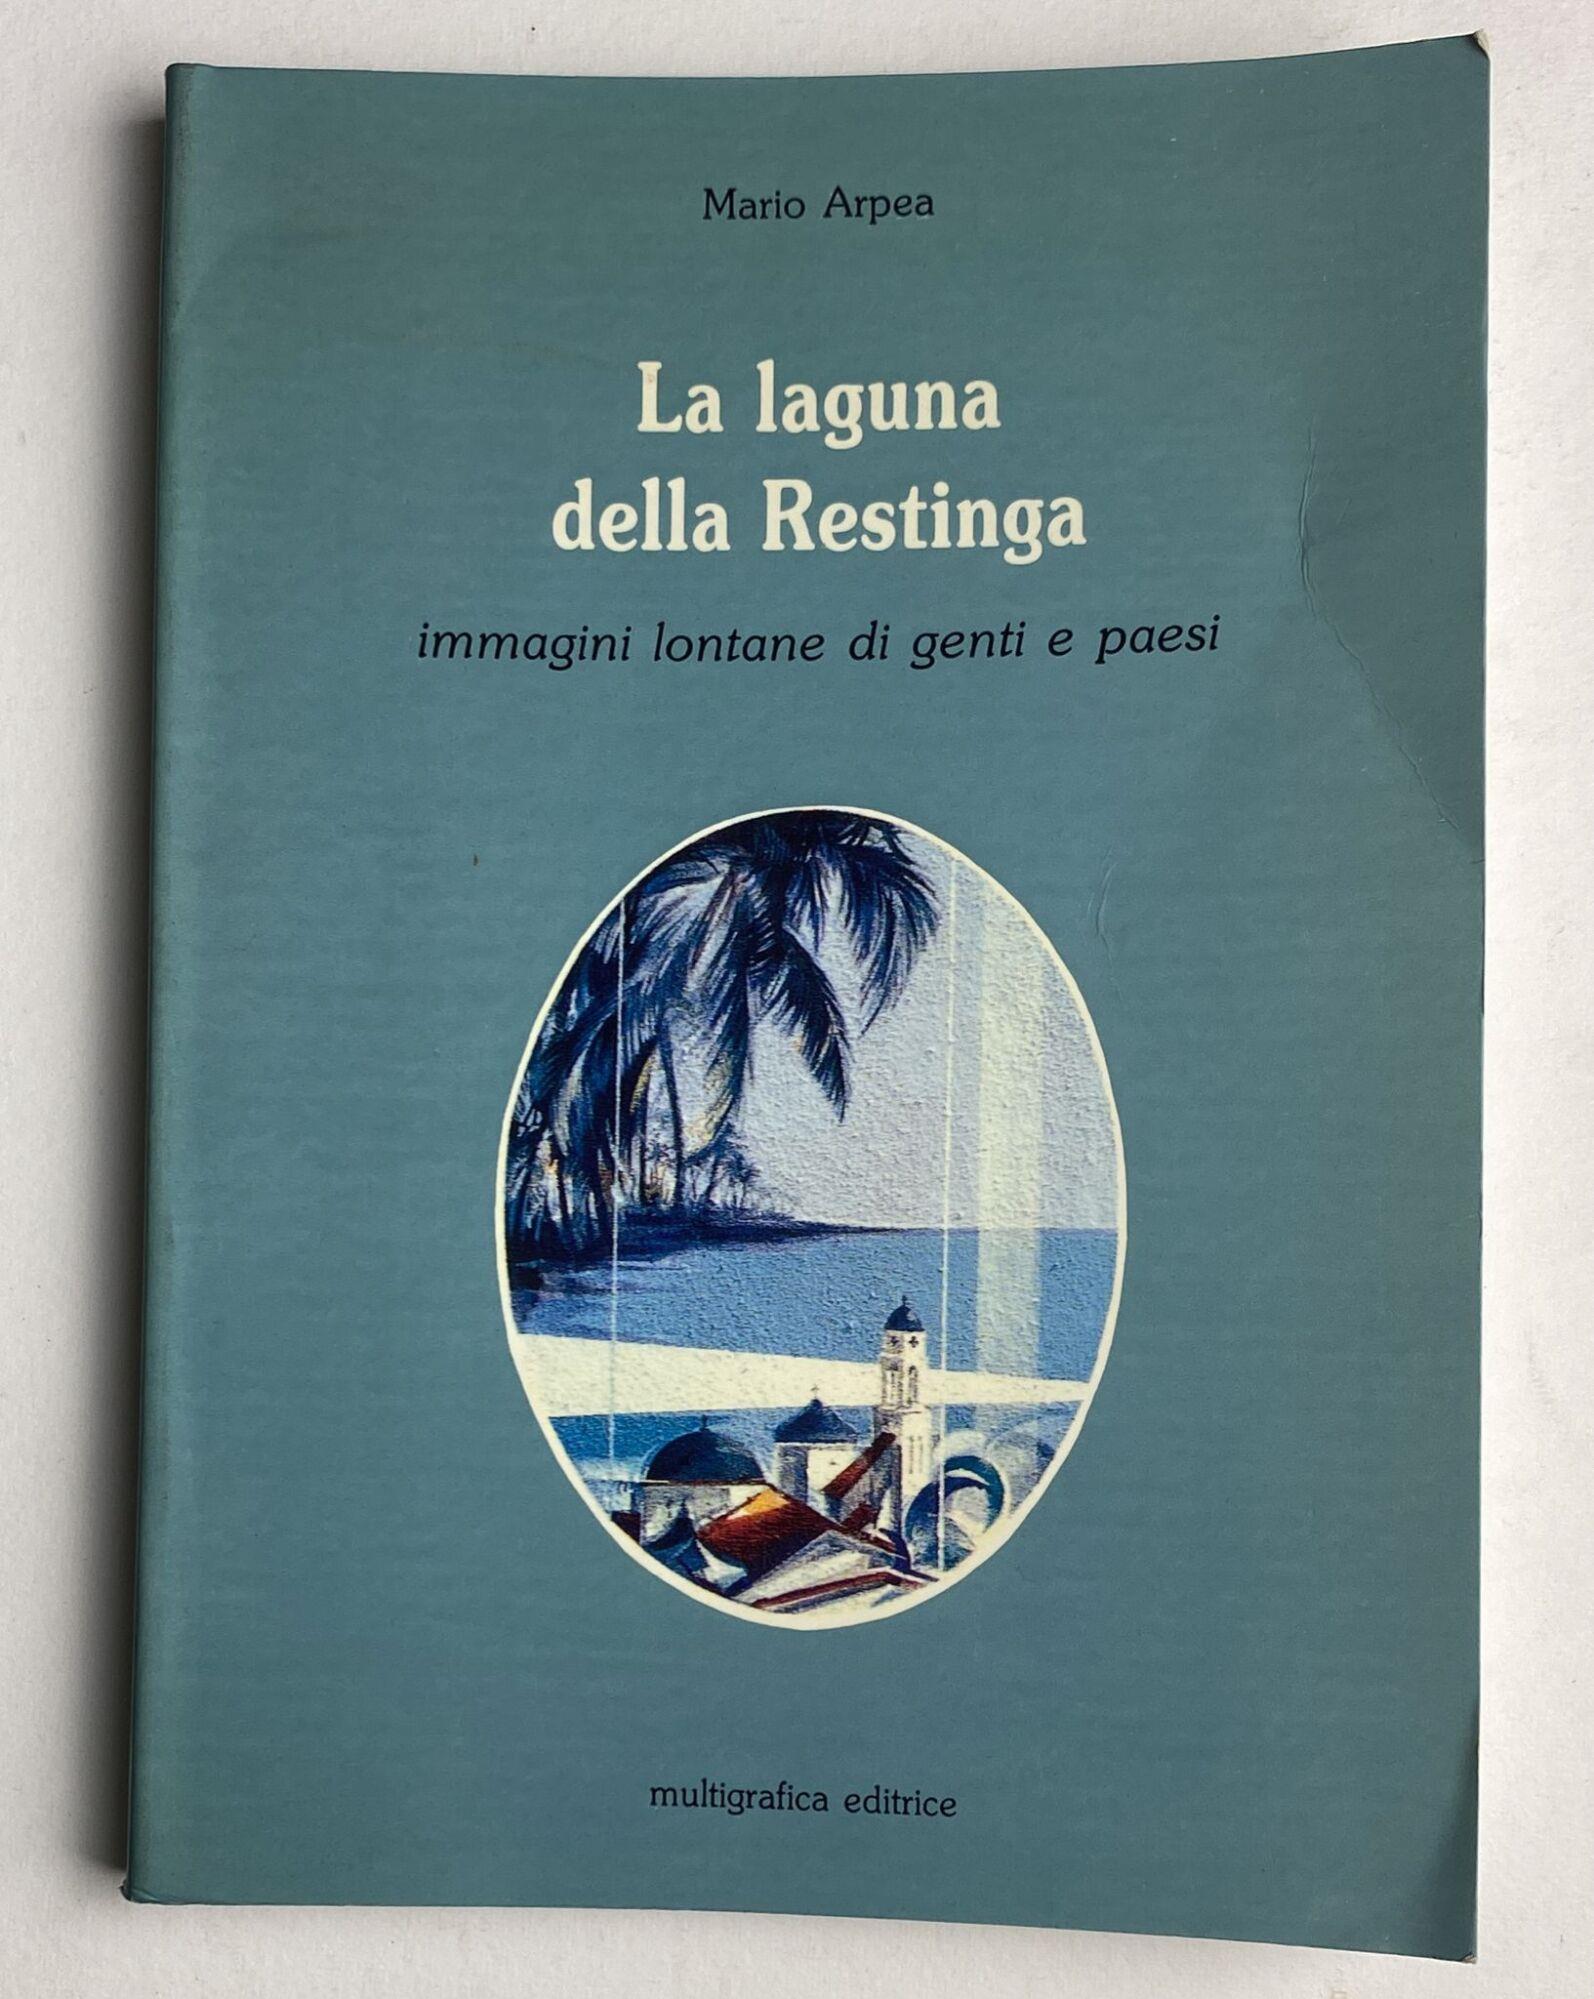 Mario Arpea
La laguna
della Restinga
immagini lontane di genti e paesi
multigrafica editrice